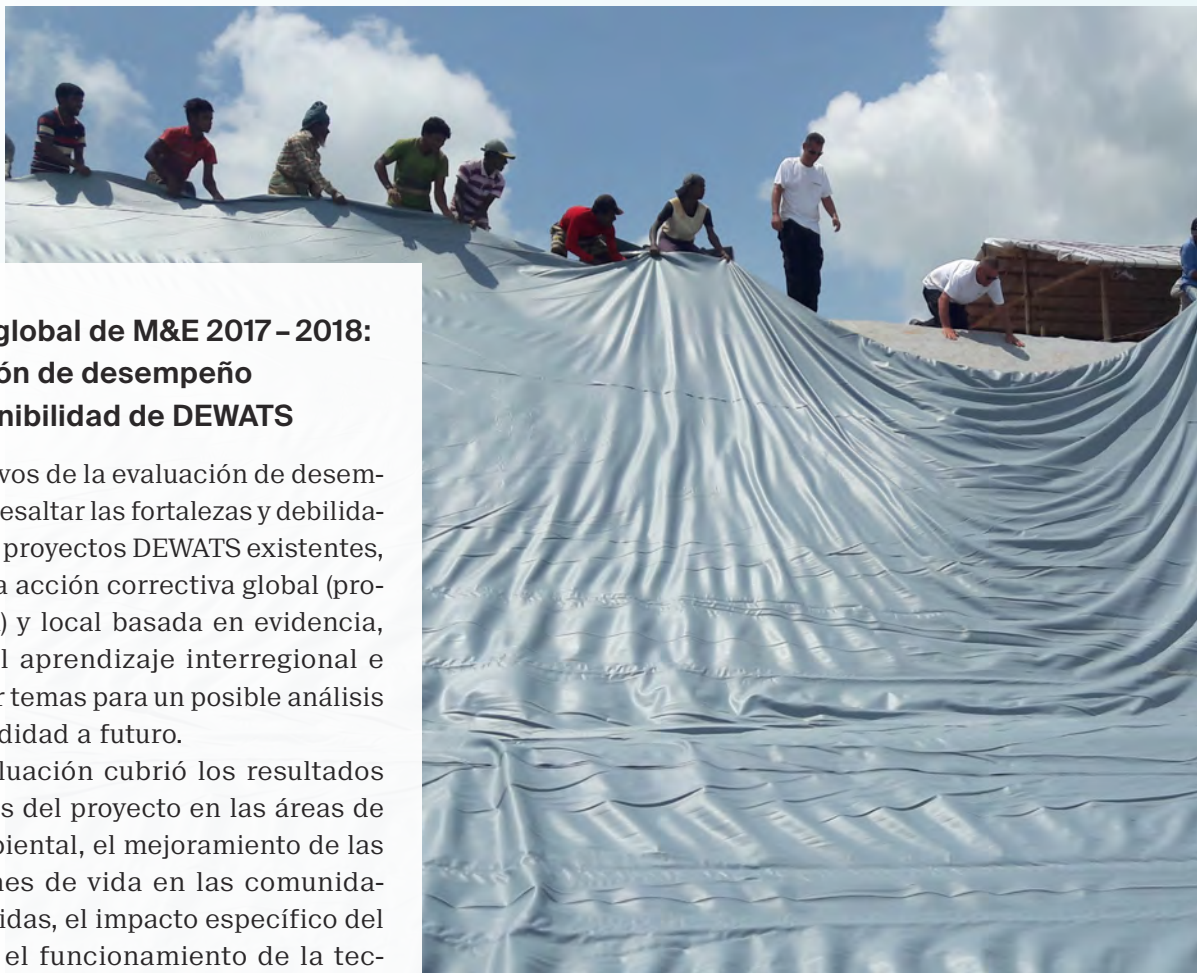 global de M&E 2017 – 2018:
ón de desempeño
nibilidad de DEWATS
vos de la evaluación de desem-
esaltar las fortalezas y debilida-
proyectos DEWATS existentes,
a acción correctiva global (pro-
) y local basada en evidencia,
l aprendizaje interregional e
r temas para un posible análisis
didad a futuro.
luación cubrió los resultados
s del proyecto en las áreas de
biental, el mejoramiento de las
nes de vida en las comunida-
idas, el impacto específico del
el funcionamiento de la tec-